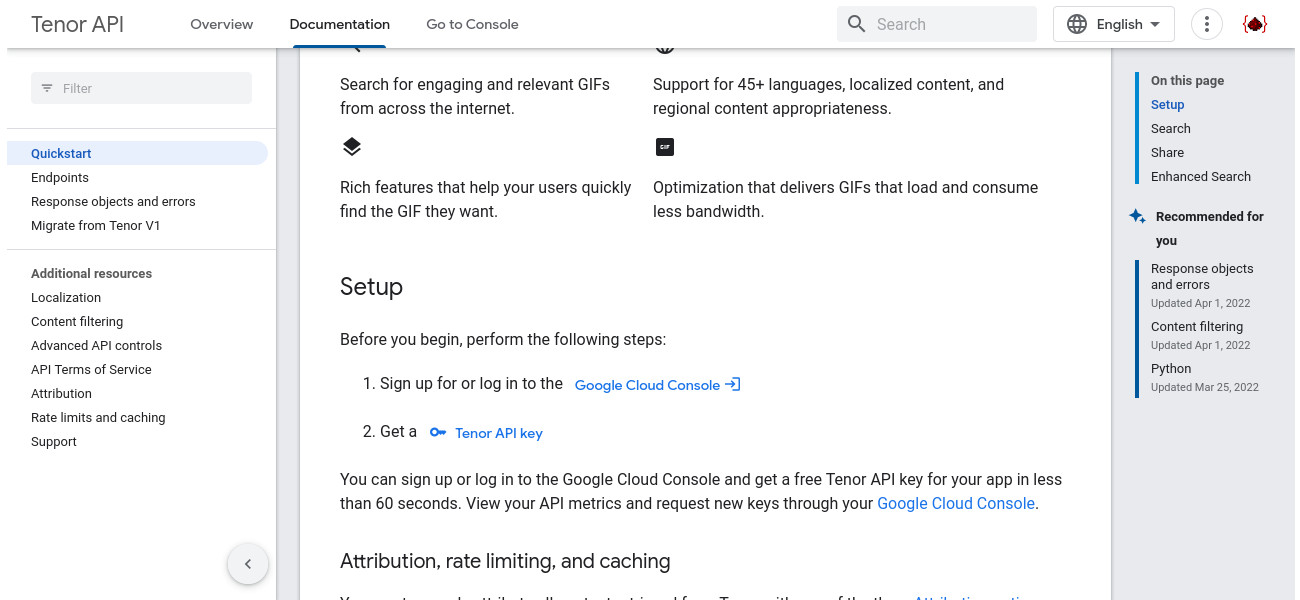 Tenor API
Overview
Documentation
Go to Console
Search
English
Filter
Quickstart
Endpoints
Response objects and errors
Migrate from Tenor V1
Additional resources
Localization
Content filtering
Advanced API controls
API Terms of Service
Attribution
Rate limits and caching
Support
Search for engaging and relevant GIFs
from across the internet.
Support for 45+ languages, localized content, and
regional content appropriateness.
GIF
Rich features that help your users quickly
find the GIF they want.
Optimization that delivers GIFs that load and consume
less bandwidth.
Setup
Before you begin, perform the following steps:
1. Sign up for or log in to the Google Cloud Console
2. Get a Tenor API key
You can sign up or log in to the Google Cloud Console and get a free Tenor API key for your app in less
than 60 seconds. View your API metrics and request new keys through your Google Cloud Console.
Attribution, rate limiting, and caching
On this page
Setup
Search
Share
Enhanced Search
Recommended for
you
Response objects
and errors
Updated Apr 1, 2022
Content filtering
Updated Apr 1, 2022
Python
Updated Mar 25, 2022